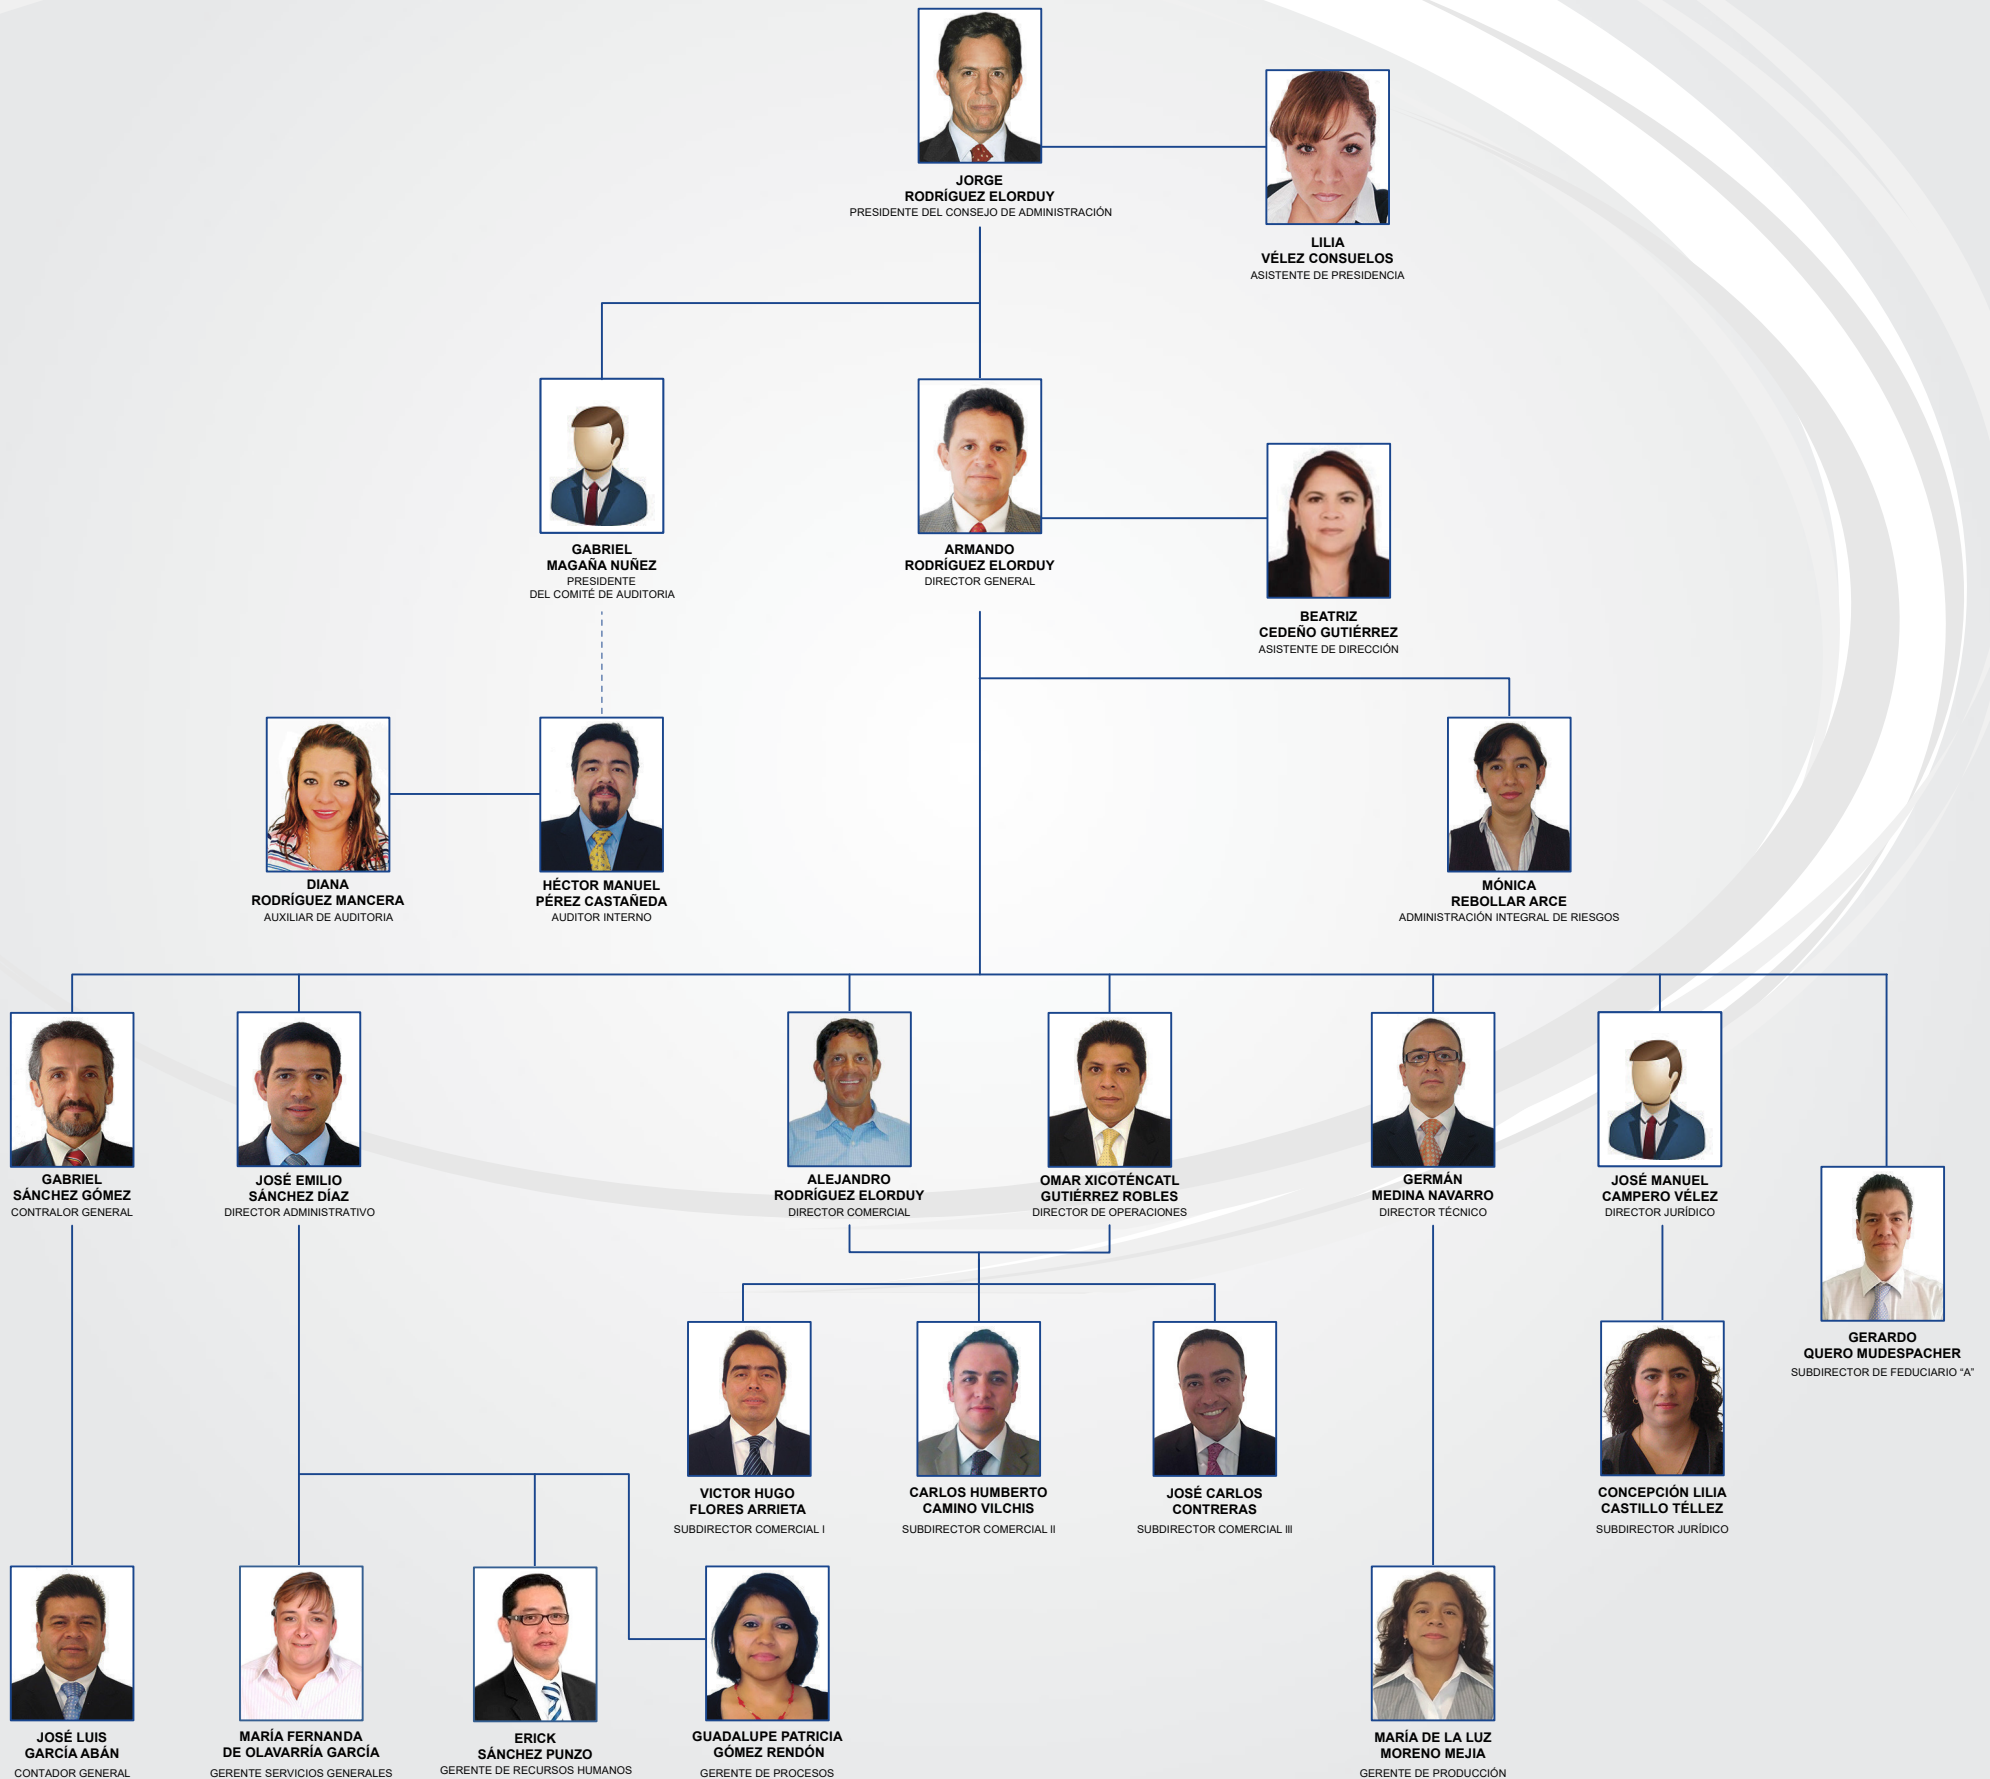 JORGE
RODRÍGUEZ ELORDUY
PRESIDENTE DEL CONSEJO DE ADMINISTRACIÓN
LILIA
VÉLEZ CONSUELOS
ASISTENTE DE PRESIDENCIA
GABRIEL
MAGAÑA NUÑEZ
PRESIDENTE
DEL COMITÉ DE AUDITORIA
ARMANDO
RODRÍGUEZ ELORDUY
DIRECTOR GENERAL
BEATRIZ
CEDEÑO GUTIÉRREZ
ASISTENTE DE DIRECCIÓN
DIANA
RODRÍGUEZ MANCERA
AUXILIAR DE AUDITORIA
HÉCTOR MANUEL
PÉREZ CASTAÑEDA
AUDITOR INTERNO
MÓNICA
REBOLLAR ARCE
ADMINISTRACIÓN INTEGRAL DE RIESGOS
GABRIEL
SÁNCHEZ GÓMEZ
CONTRALOR GENERAL
JOSÉ EMILIO
SÁNCHEZ DÍAZ
DIRECTOR ADMINISTRATIVO
ALEJANDRO
RODRÍGUEZ ELORDUY
DIRECTOR COMERCIAL
OMAR XICOTÉNCATL
GUTIÉRREZ ROBLES
DIRECTOR DE OPERACIONES
GERMÁN
MEDINA NAVARRO
DIRECTOR TÉCNICO
JOSÉ MANUEL
CAMPERO VÉLEZ
DIRECTOR JURÍDICO
GERARDO
QUERO MUDESPACHER
SUBDIRECTOR DE FEDUCIARIO “A”
VICTOR HUGO
FLORES ARRIETA
SUBDIRECTOR COMERCIAL I
CARLOS HUMBERTO
CAMINO VILCHIS
SUBDIRECTOR COMERCIAL II
JOSÉ CARLOS
CONTRERAS
SUBDIRECTOR COMERCIAL III
CONCEPCIÓN LILIA
CASTILLO TÉLLEZ
SUBDIRECTOR JURÍDICO
JOSÉ LUIS
GARCÍA ABÁN
CONTADOR GENERAL
MARÍA FERNANDA
DE OLAVARRÍA GARCÍA
GERENTE SERVICIOS GENERALES
ERICK
SÁNCHEZ PUNZO
GERENTE DE RECURSOS HUMANOS
GUADALUPE PATRICIA
GÓMEZ RENDÓN
GERENTE DE PROCESOS
MARÍA DE LA LUZ
MORENO MEJIA
GERENTE DE PRODUCCIÓN